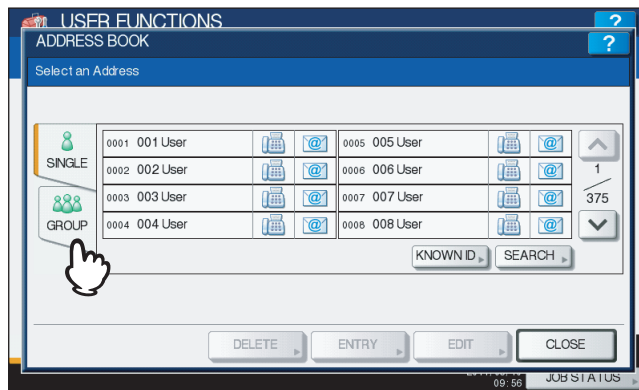 USER FUNCTIONS ?
ADDRESS BOOK ?
Select an Address
SINGLE
GROUP
0001 001 User
0002 002 User
0003 003 User
0004 004 User
0005 005 User
0006 006 User
0007 007 User
0008 008 User
1
375
KNOWN ID
SEARCH
DELETE
ENTRY
EDIT
CLOSE
09:56
JOB STATUS